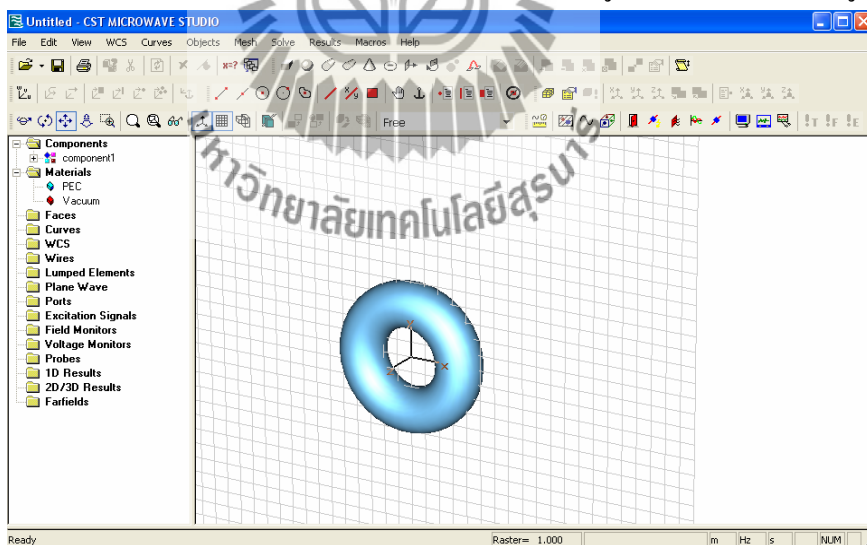 Untitled - CST MICROWAVE STUDIO
File Edit View WCS Curves Objects Mesh Solve Results Macros Help
x=?
Free
Components
component1
Materials
PEC
Vacuum
Faces
Curves
WCS
Wires
Lumped Elements
Plane Wave
Ports
Excitation Signals
Field Monitors
Voltage Monitors
Probes
1D Results
2D/3D Results
Farfields
มหาวิทยาลัยเทคโนโลยีสุรนารี
Y
X
Z
Ready Raster= 1.000 m Hz s NUM